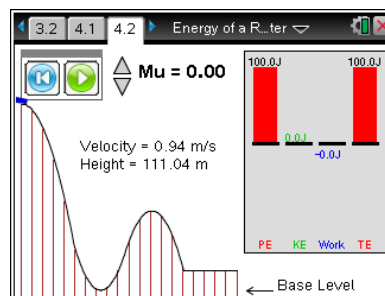 3.2 4.1 4.2 Energy of a R...ter
Mu = 0.00
Velocity = 0.94 m/s
Height = 111.04 m
100.0J 100.0J
0.0J
-0.0J
PE KE Work TE
Base Level